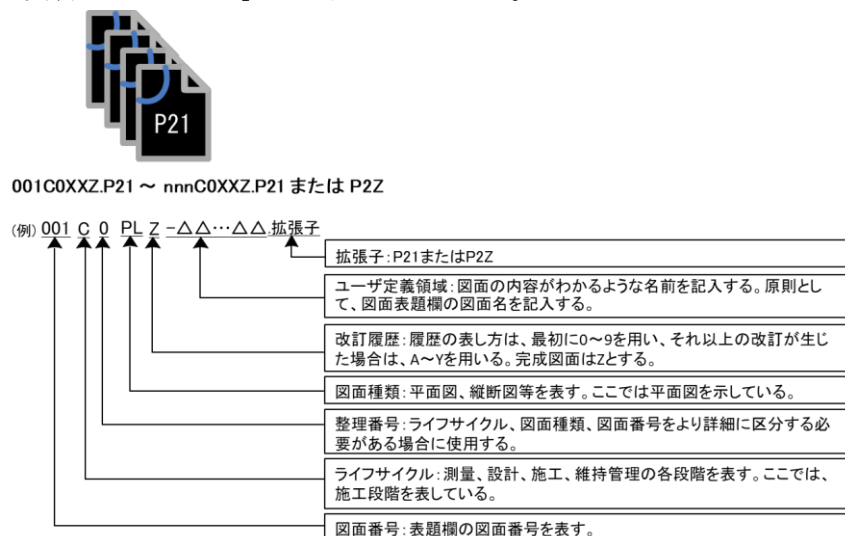 P21
001C0XXZ.P21 ～ nnnC0XXZ.P21 または P2Z
(例) 001 C 0 PL Z -△△…△△.拡張子
拡張子：P21またはP2Z
ユーザ定義領域：図面の内容がわかるような名前を記入する。原則とし
て、図面表題欄の図面名を記入する。
改訂履歴：履歴の表し方は、最初に0～9を用い、それ以上の改訂が生じ
た場合は、A～Yを用いる。完成図面はZとする。
図面種類：平面図、縦断図等を表す。ここでは平面図を示している。
整理番号：ライフサイクル、図面種類、図面番号をより詳細に区分する必
要がある場合に使用する。
ライフサイクル：測量、設計、施工、維持管理の各段階を表す。ここでは、
施工段階を表している。
図面番号：表題欄の図面番号を表す。